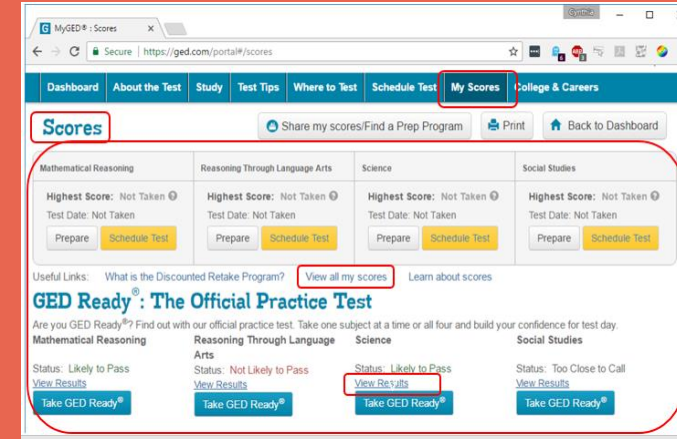 Cynthia
MyGED® : Scores
Secure | https://ged.com/portal#/scores
Dashboard About the Test Study Test Tips Where to Test Schedule Test My Scores College & Careers
Scores Share my scores/Find a Prep Program Print Back to Dashboard
Mathematical Reasoning Reasoning Through Language Arts Science Social Studies
Highest Score: Not Taken Highest Score: Not Taken Highest Score: Not Taken Highest Score: Not Taken
Test Date: Not Taken Test Date: Not Taken Test Date: Not Taken Test Date: Not Taken
Prepare Schedule Test Prepare Schedule Test Prepare Schedule Test Prepare Schedule Test
Useful Links: What is the Discounted Retake Program? View all my scores Learn about scores
GED Ready®: The Official Practice Test
Are you GED Ready®? Find out with our official practice test. Take one subject at a time or all four and build your confidence for test day.
Mathematical Reasoning Reasoning Through Language Arts Science Social Studies
Status: Likely to Pass Status: Not Likely to Pass Status: Likely to Pass Status: Too Close to Call
View Results View Results View Results View Results
Take GED Ready® Take GED Ready® Take GED Ready® Take GED Ready®